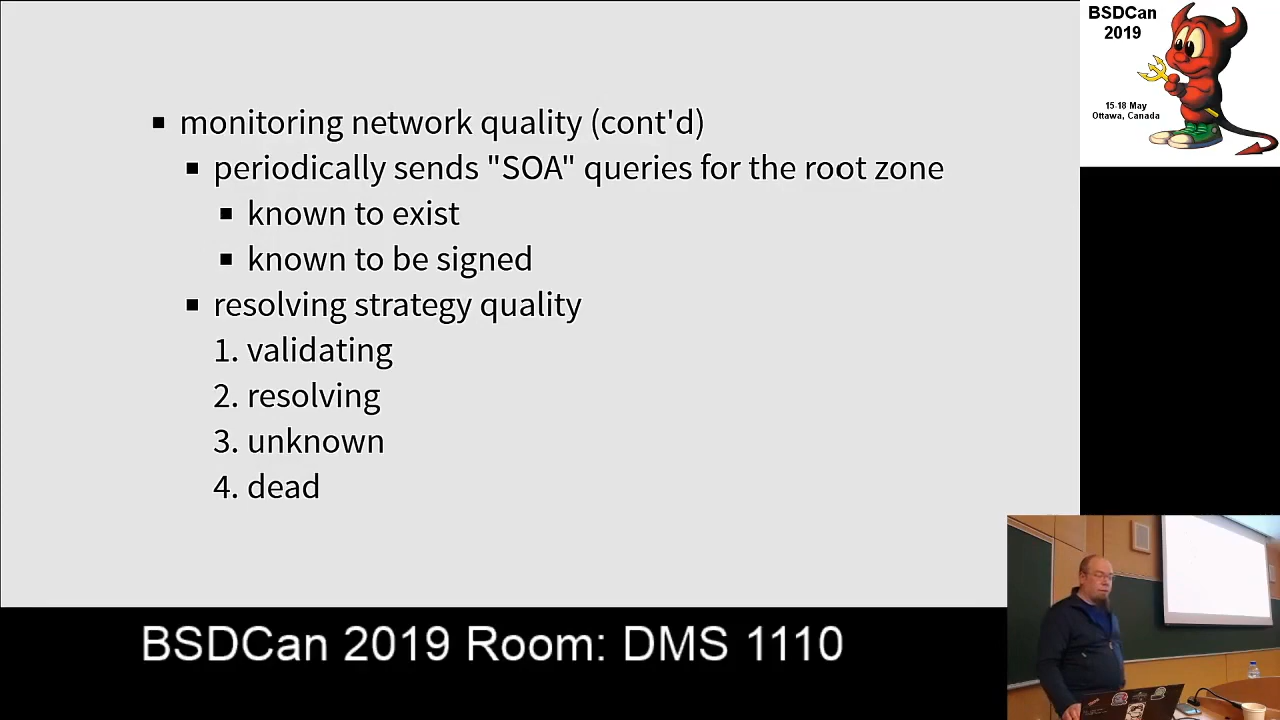 monitoring network quality (cont'd)
periodically sends "SOA" queries for the root zone
known to exist
known to be signed
resolving strategy quality
1. validating
2. resolving
3. unknown
4. dead
BSDCan
2019
15-18 May
Ottawa, Canada
BSDCan 2019 Room: DMS 1110